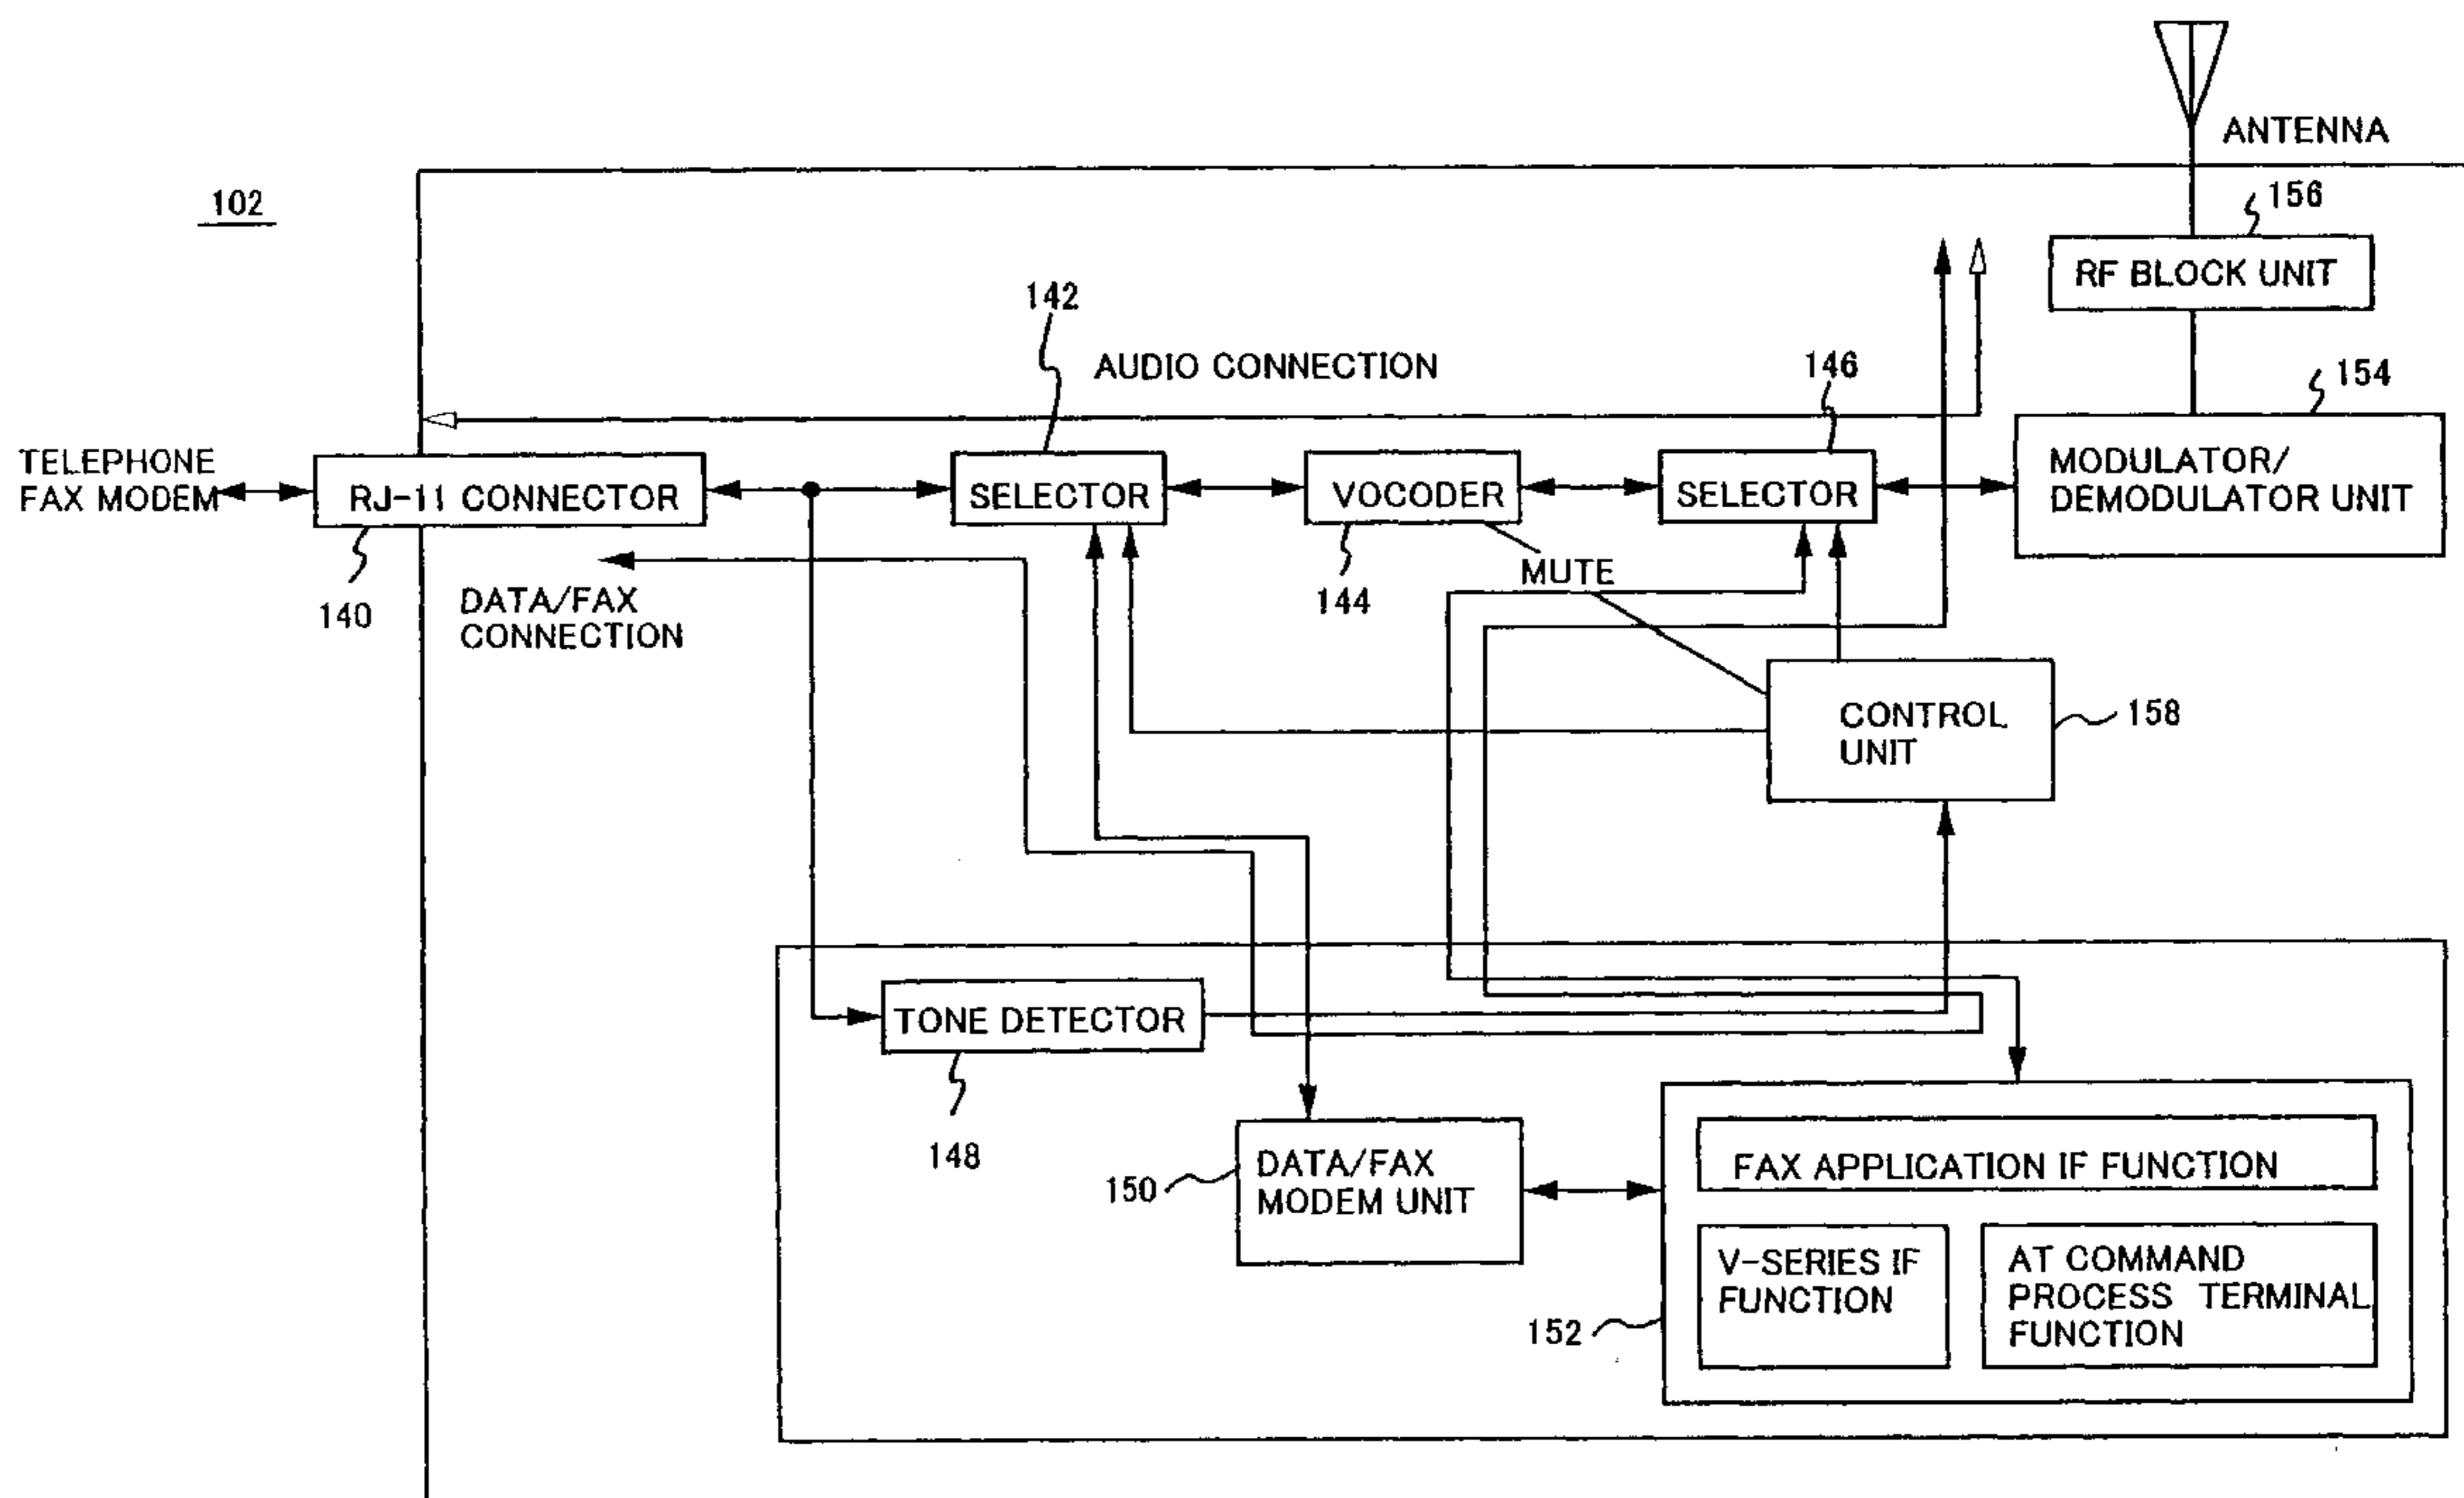 ANTENNA
102
156
RF BLOCK UNIT
142
AUDIO CONNECTION
146
154
TELEPHONE
FAX MODEM
RJ-11 CONNECTOR
SELECTOR
VOCODER
SELECTOR
MODULATOR/
DEMODULATOR UNIT
140
DATA/FAX
CONNECTION
144
MUTE
CONTROL
UNIT
158
TONE DETECTOR
148
150
DATA/FAX
MODEM UNIT
FAX APPLICATION IF FUNCTION
V-SERIES IF
FUNCTION
AT COMMAND
PROCESS TERMINAL
FUNCTION
152